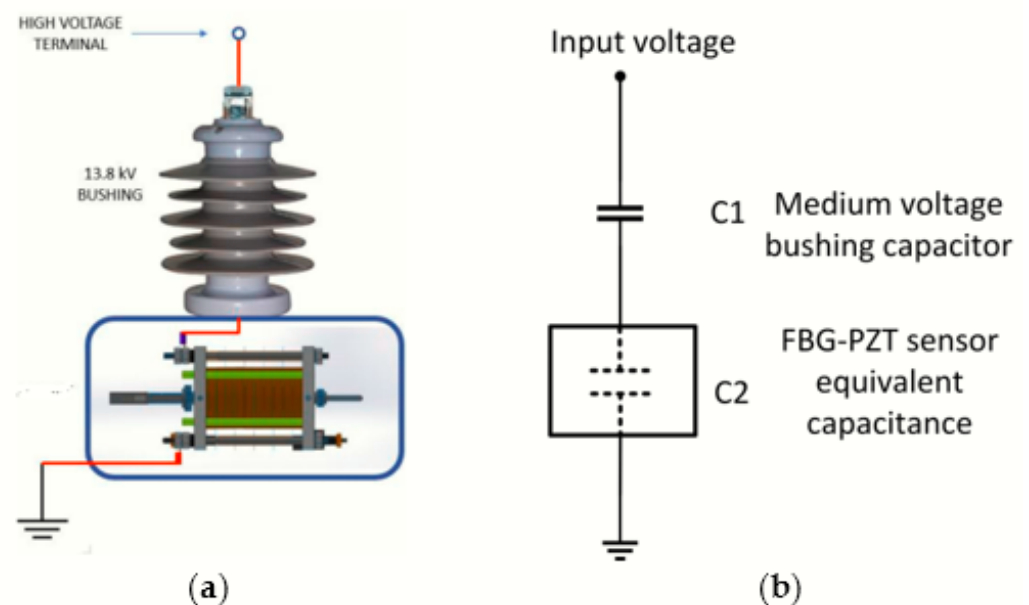 HIGH VOLTAGE
TERMINAL
13.8 kV
BUSHING
(a)
Input voltage
C1
Medium voltage
bushing capacitor
C2
FBG-PZT sensor
equivalent
capacitance
(b)